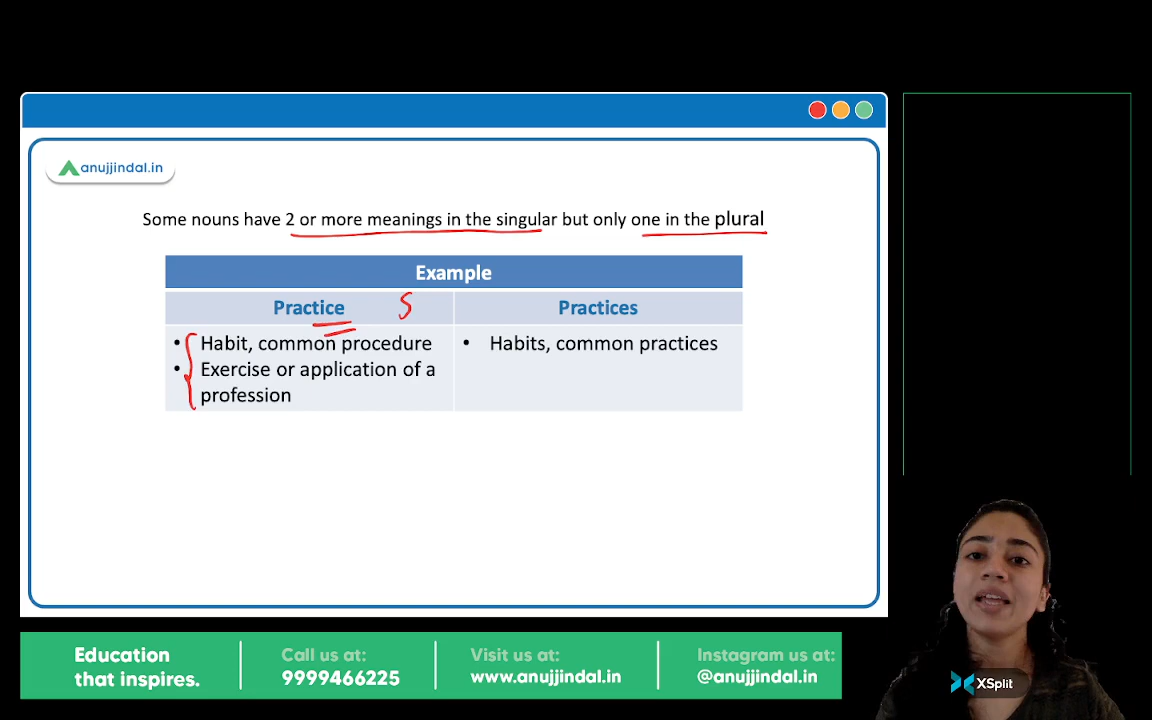 anujjindal.in
Some nouns have 2 or more meanings in the singular but only one in the plural
Example
Practice S
Practices
• Habit, common procedure
• Exercise or application of a
profession
• Habits, common practices
Education
that inspires.
Call us at:
9999466225
Visit us at:
www.anujjindal.in
Instagram us at:
@anujjindal.in
XSplit